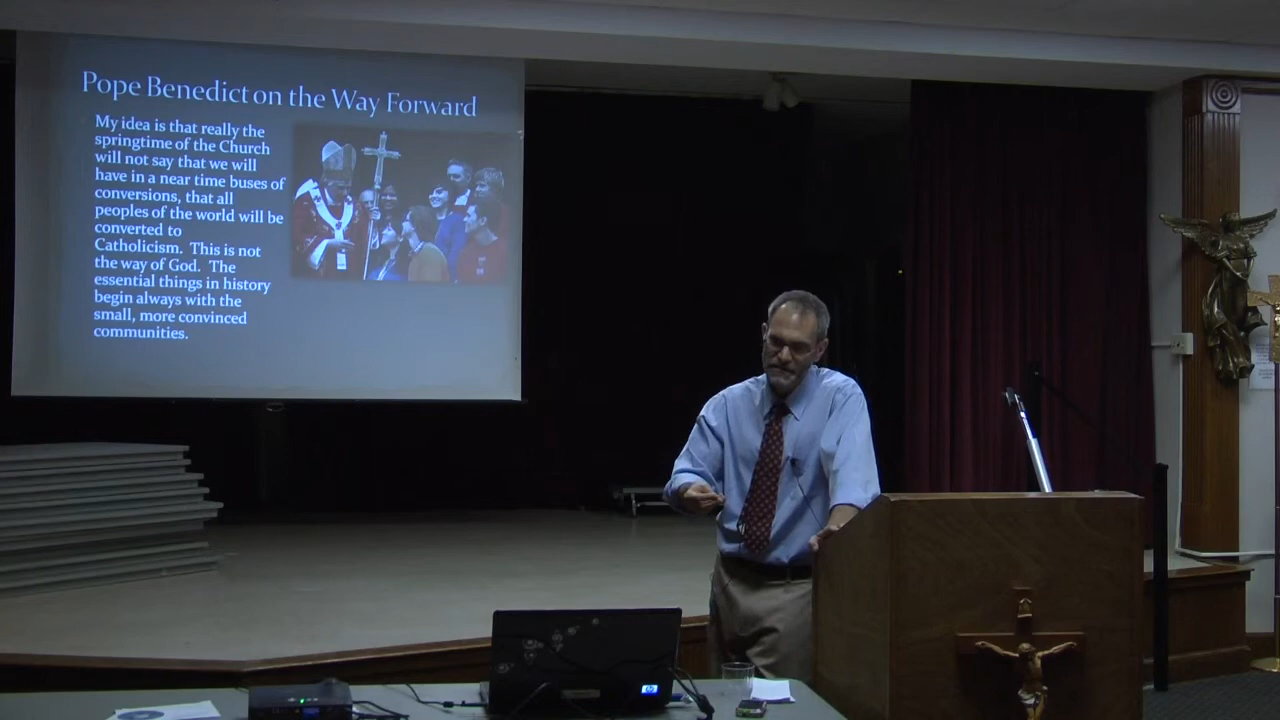 Pope Benedict on the Way Forward
My idea is that really the
springtime of the Church
will not say that we will
have in a near time buses of
conversions, that all
peoples of the world will be
converted to
Catholicism. This is not
the way of God. The
essential things in history
begin always with the
small, more convinced
communities.
hp